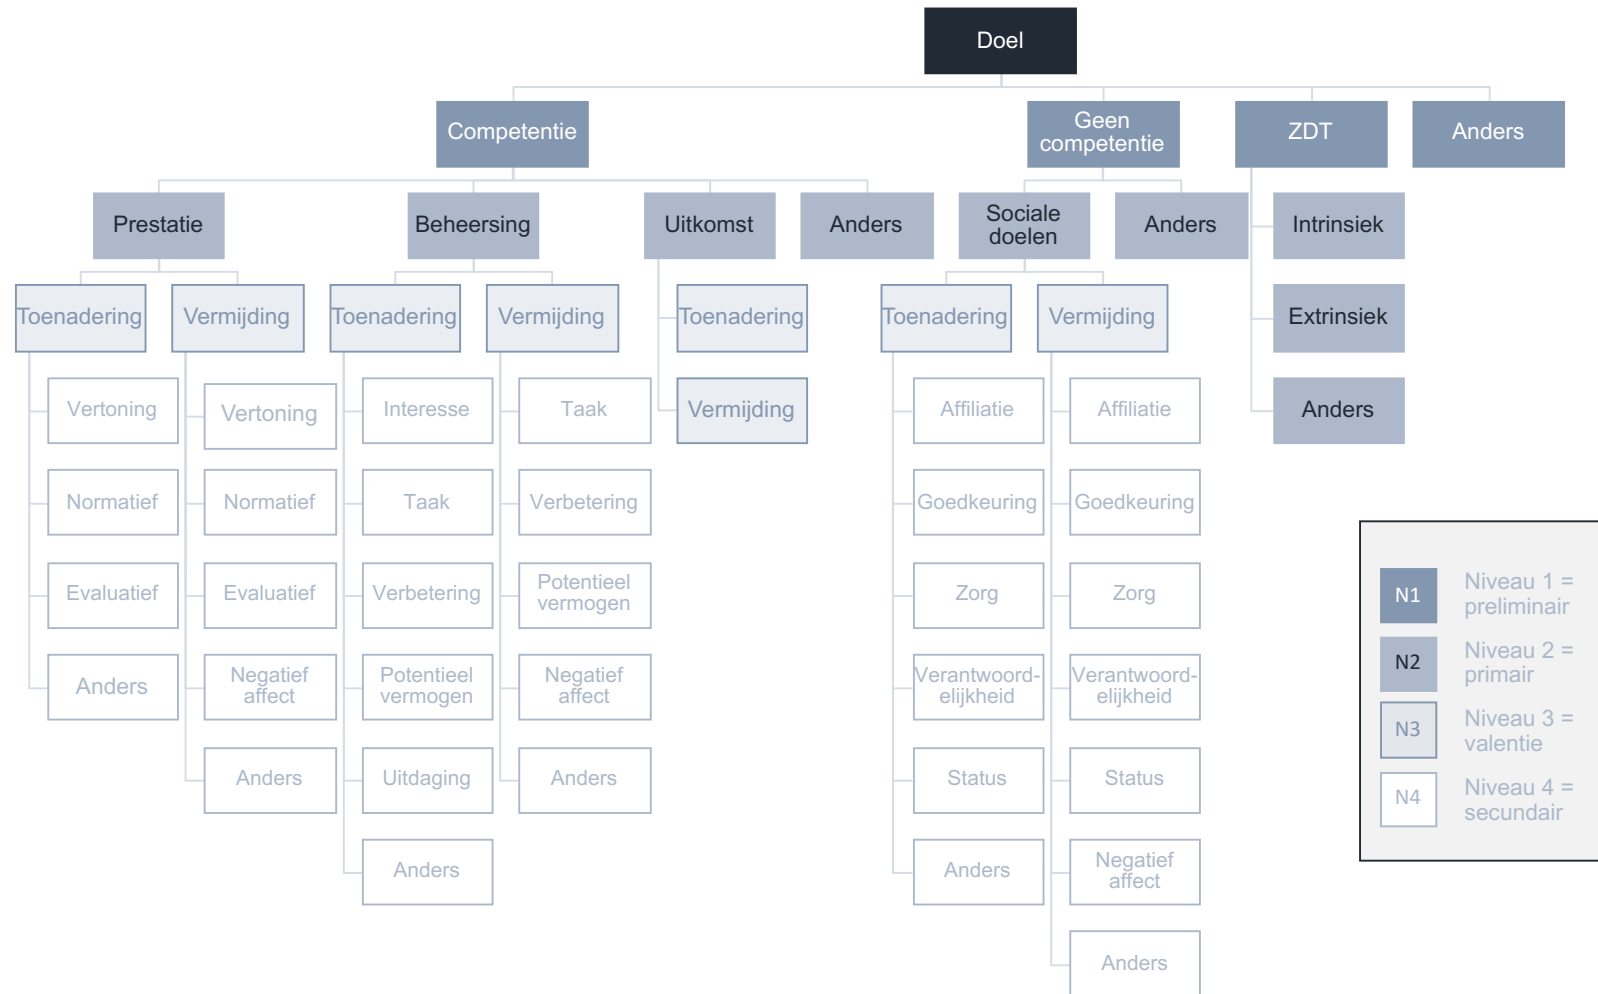 Doel
Competentie
Geen
competentie
ZDT
Anders
Prestatie
Beheersing
Uitkomst
Anders
Sociale
doelen
Anders
Intrinsiek
Toenadering
Vermijding
Toenadering
Vermijding
Toenadering
Toenadering
Vermijding
Extrinsiek
Vertoning
Vertoning
Interesse
Taak
Vermijding
Affiliatie
Affiliatie
Anders
Normatief
Normatief
Taak
Verbetering
Goedkeuring
Goedkeuring
Evaluatief
Evaluatief
Verbetering
Potentieel
vermogen
Zorg
Zorg
Anders
Negatief
affect
Potentieel
vermogen
Negatief
affect
Verantwoord-
elijkheid
Verantwoord-
elijkheid
Anders
Uitdaging
Anders
Status
Status
Anders
Anders
Negatief
affect
Anders
N1
Niveau 1 =
preliminair
N2
Niveau 2 =
primair
N3
Niveau 3 =
valentie
N4
Niveau 4 =
secundair